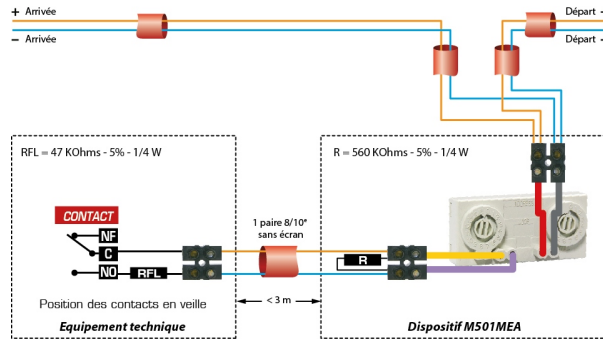 + Arrivée
Départ +
− Arrivée
Départ −
RFL = 47 KOhms - 5% - 1/4 W
R = 560 KOhms - 5% - 1/4 W
CONTACT
NF
C
NO
RFL
1 paire 8/10°
sans écran
R
Position des contacts en veille
< 3 m
Equipement technique
Dispositif M501MEA